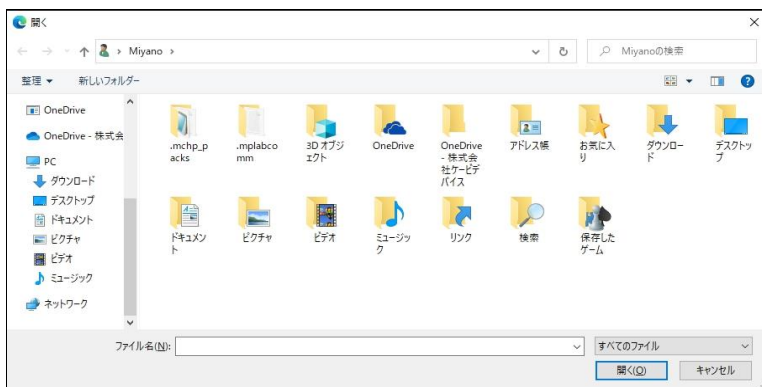 開く
Miyano
Miyanoの検索
整理
新しいフォルダー
OneDrive
OneDrive - 株式会
PC
ダウンロード
デスクトップ
ドキュメント
ピクチャ
ビデオ
ミュージック
ネットワーク
.mchp_p
acks
.mplabco
mm
3D オブジ
ェクト
OneDrive
OneDrive
- 株式会
社ケービデ
バイス
アドレス帳
お気に入
り
ダウンロー
ド
デスクトッ
プ
ドキュメン
ト
ピクチャ
ビデオ
ミュージッ
ク
リンク
検索
保存した
ゲーム
ファイル名(N):
すべてのファイル
開く(O)
キャンセル